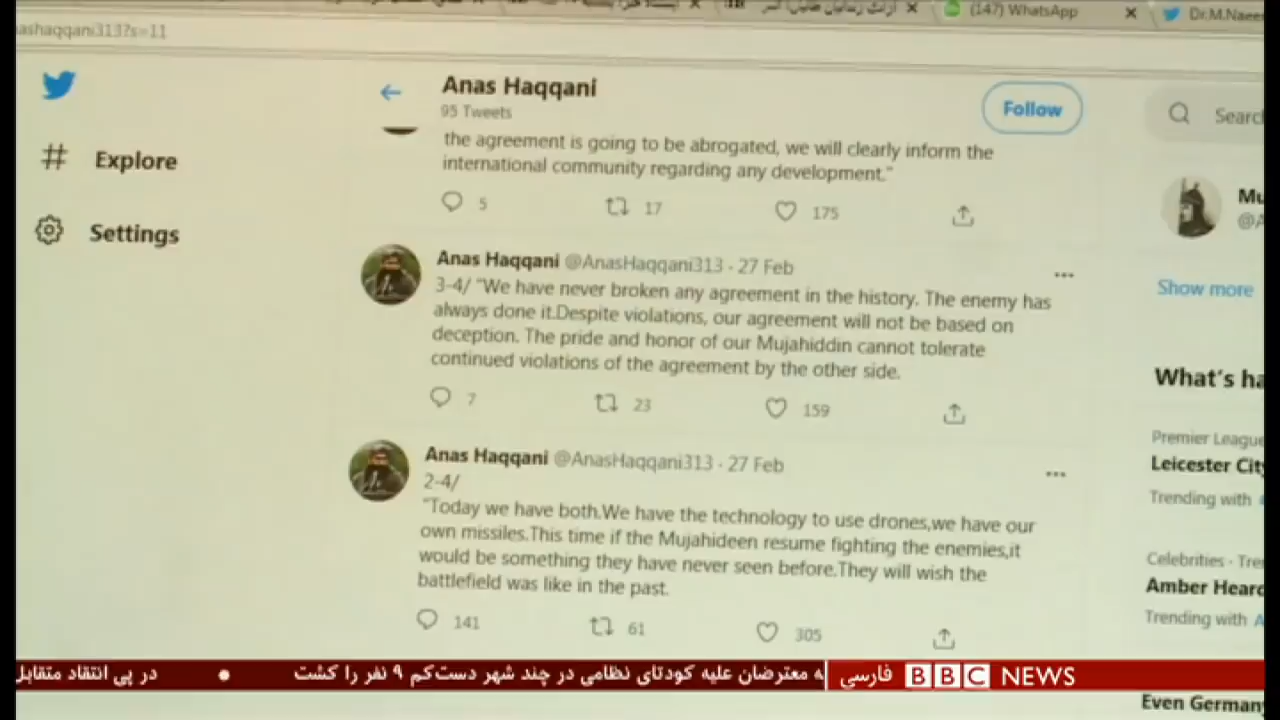 (147) WhatsApp
Dr.M.Naee
ashaqqani313?s=11
Anas Haqqani
95 Tweets
Follow
Explore
Settings
the agreement is going to be abrogated, we will clearly inform the
international community regarding any development."
5 17 175
Anas Haqqani @AnasHaqqani313 · 27 Feb
3-4/ "We have never broken any agreement in the history. The enemy has
always done it.Despite violations, our agreement will not be based on
deception. The pride and honor of our Mujahiddin cannot tolerate
continued violations of the agreement by the other side.
7 23 159
Anas Haqqani @AnasHaqqani313 · 27 Feb
2-4/
"Today we have both.We have the technology to use drones,we have our
own missiles.This time if the Mujahideen resume fighting the enemies,it
would be something they have never seen before.They will wish the
battlefield was like in the past.
141 61 305
Searc
Mu
@A
Show more
What's ha
Premier League
Leicester City
Trending with
Celebrities · Tre
Amber Heard
Trending with A
Even German
ه معترضان علیه کودتای نظامی در چند شهر دست‌کم ۹ نفر را کشت • در پی انتقاد متقابل
BBC NEWS فارسی